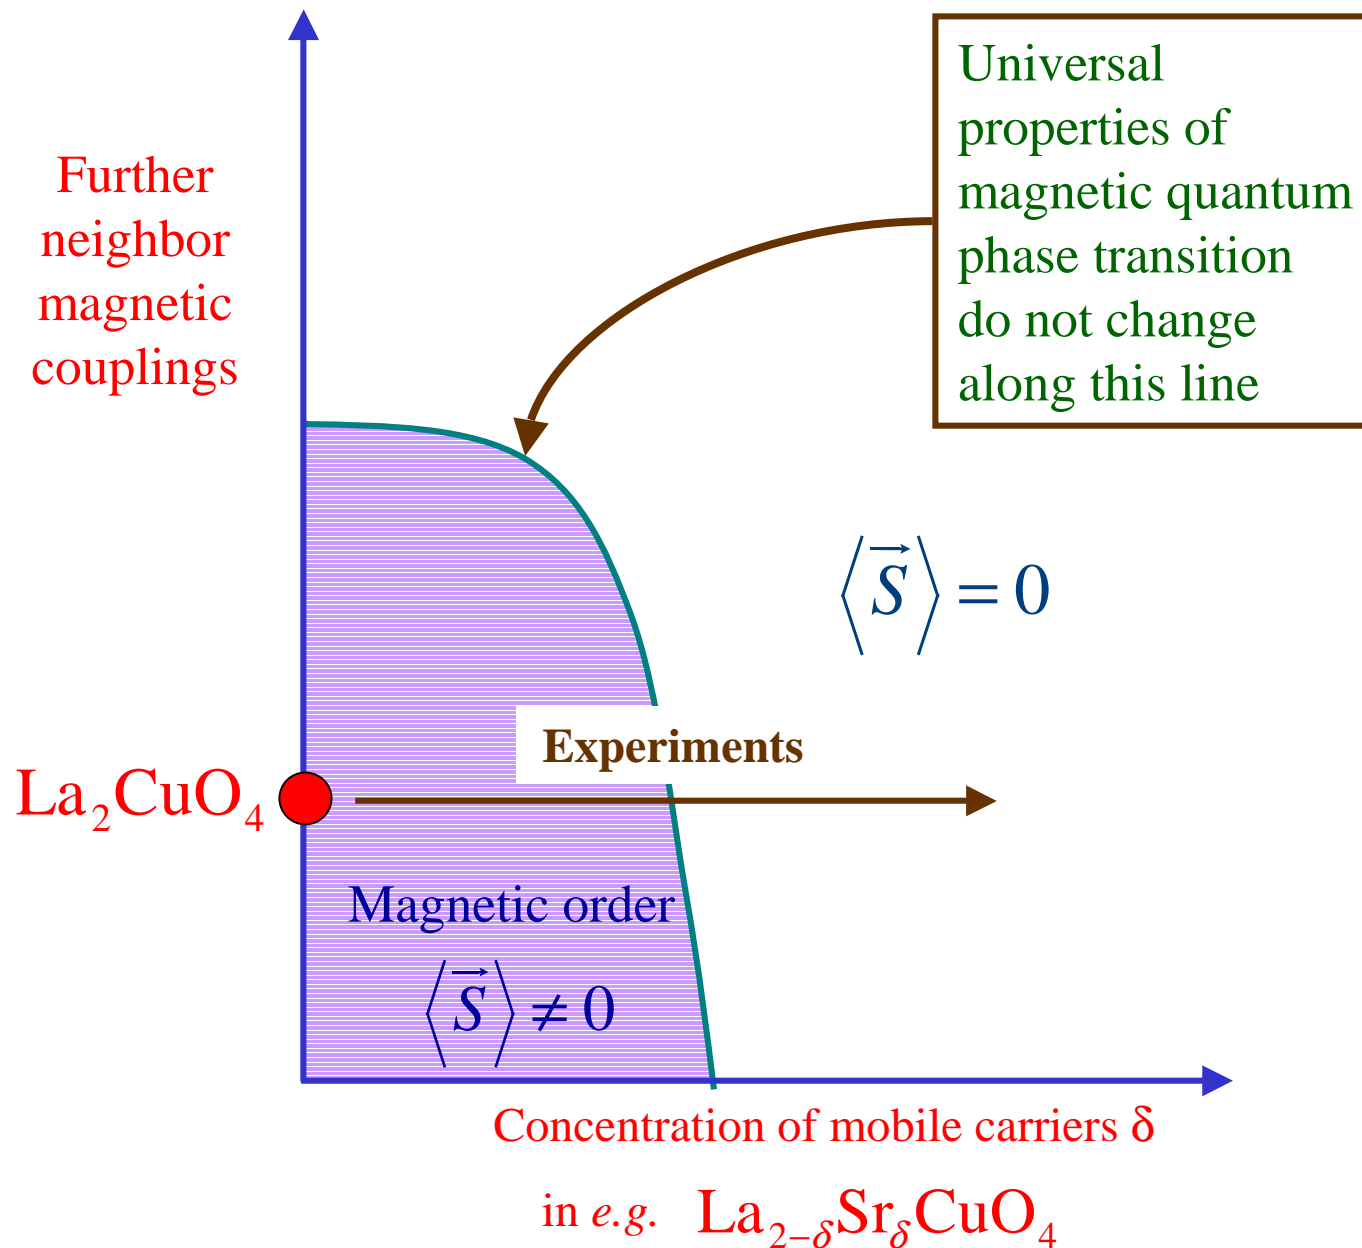 Universal
properties of
magnetic quantum
phase transition
do not change
along this line
Further
neighbor
magnetic
couplings
⟨S⃗⟩ = 0
Experiments
La₂CuO₄
Magnetic order
⟨S⃗⟩ ≠ 0
Concentration of mobile carriers δ
in e.g. La₂₋δSrδCuO₄